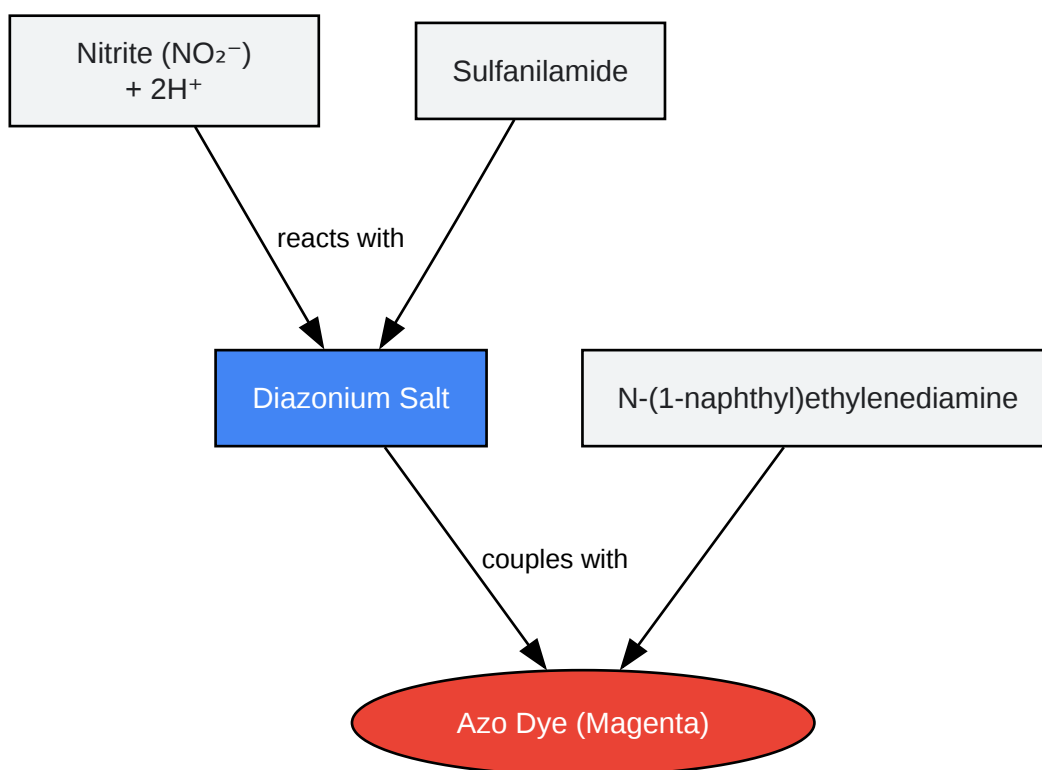 Nitrite (NO₂⁻)
+ 2H⁺
Sulfanilamide
reacts with
Diazonium Salt
N-(1-naphthyl)ethylenediamine
couples with
Azo Dye (Magenta)